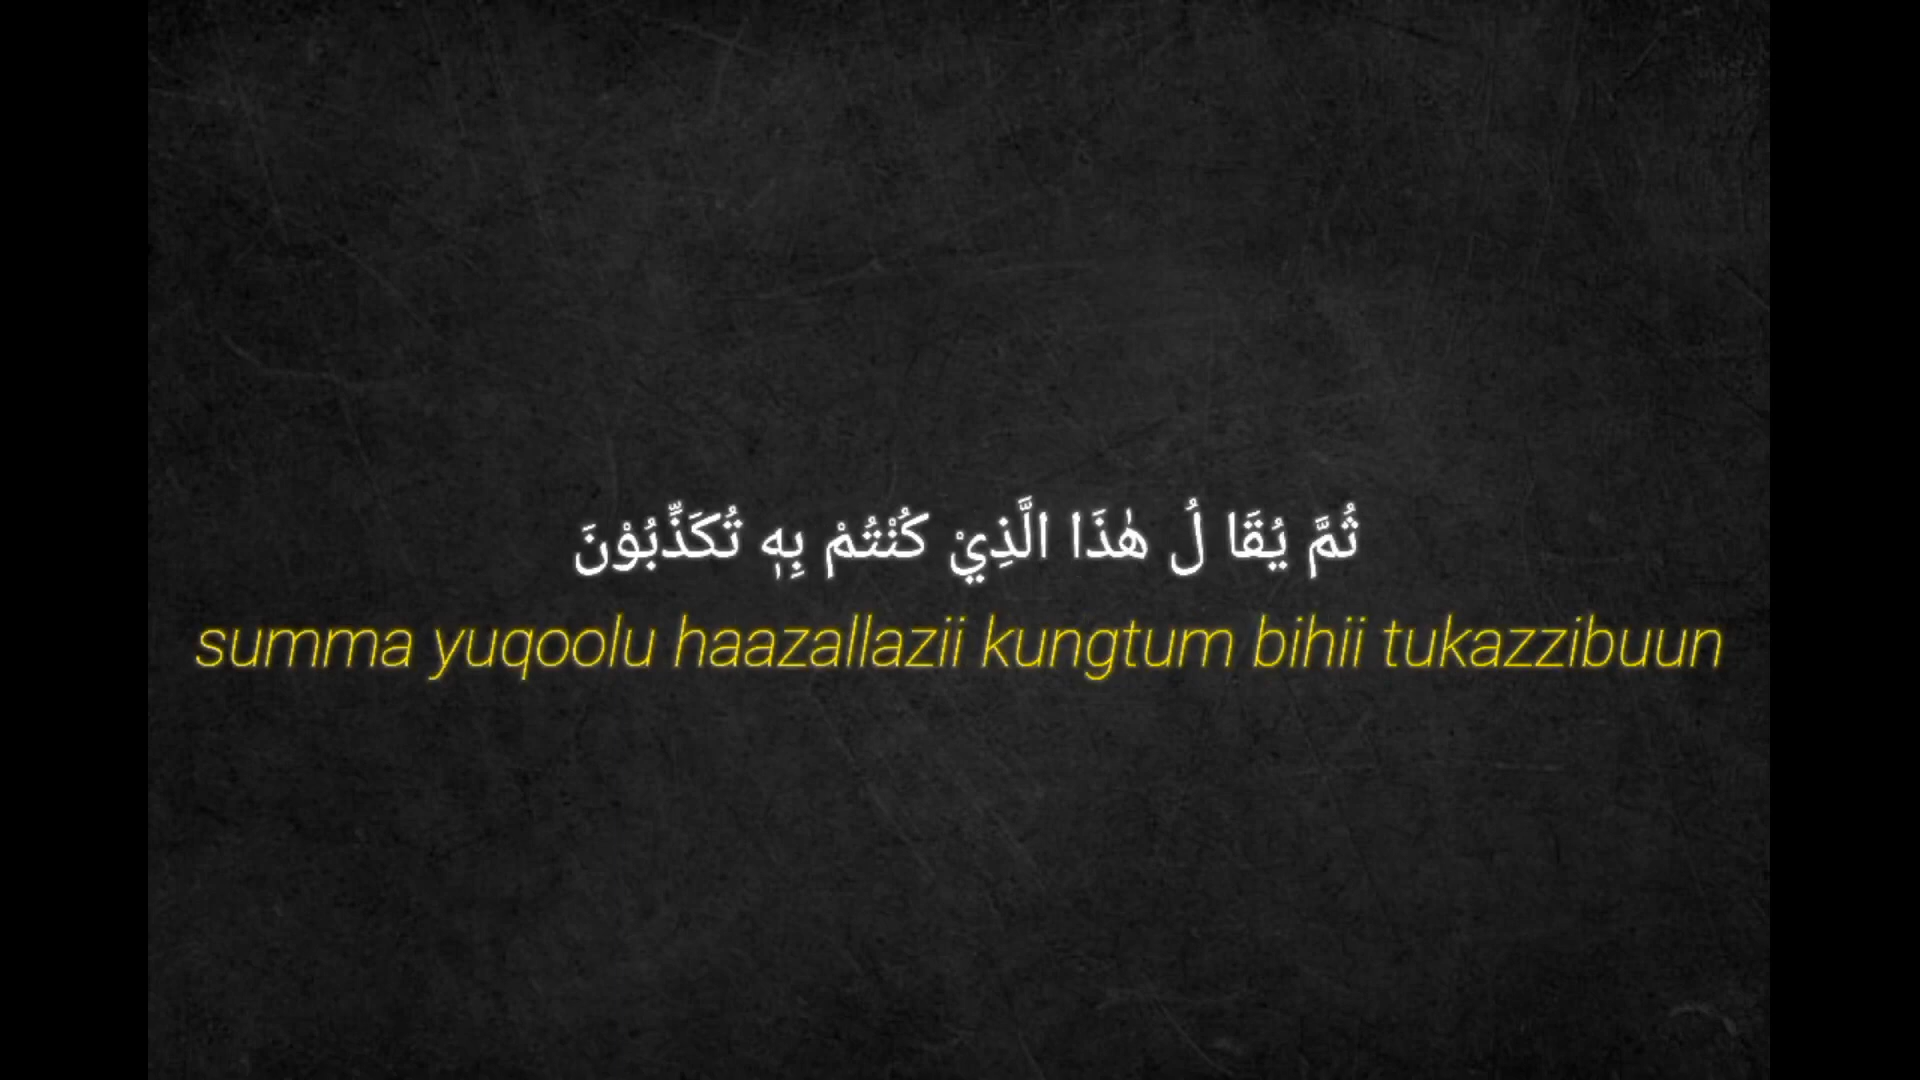 ثُمَّ يُقَا لُ هٰذَا الَّذِيْ كُنْتُمْ بِهٖ تُكَذِّبُوْنَ
summa yuqoolu haazallazii kungtum bihii tukazzibuun